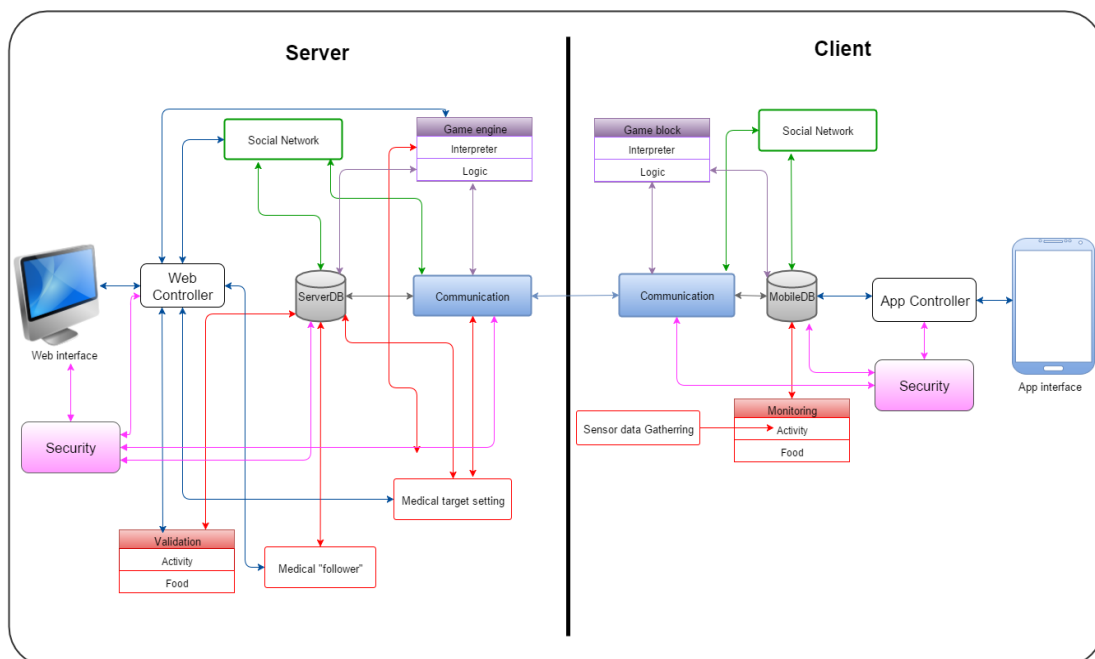 Server
Client
Social Network
Game engine
Interpreter
Logic
Game block
Interpreter
Logic
Social Network
Web
Controller
ServerDB
Communication
Communication
MobileDB
App Controller
Web interface
App interface
Security
Security
Sensor data Gatherring
Monitoring
Activity
Food
Medical target setting
Validation
Activity
Food
Medical "follower"